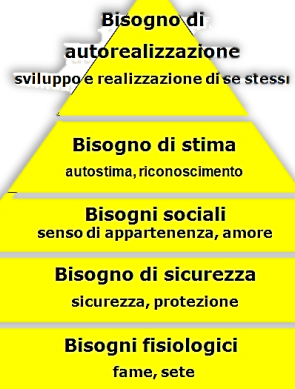 Bisogno di
autorealizzazione
sviluppo e realizzazione di se stessi
Bisogno di stima
autostima, riconoscimento
Bisogni sociali
senso di appartenenza, amore
Bisogno di sicurezza
sicurezza, protezione
Bisogni fisiologici
fame, sete